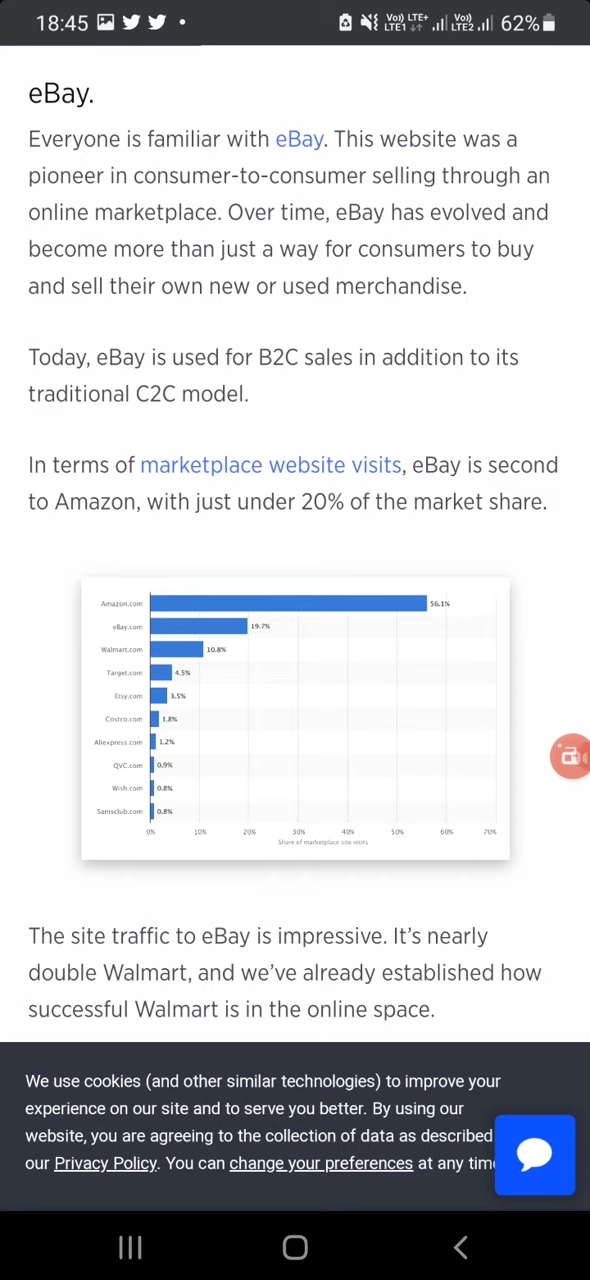 18:45
Vo)) LTE+ Vo)) 62%
LTE1 LTE2
eBay.
Everyone is familiar with eBay. This website was a
pioneer in consumer-to-consumer selling through an
online marketplace. Over time, eBay has evolved and
become more than just a way for consumers to buy
and sell their own new or used merchandise.
Today, eBay is used for B2C sales in addition to its
traditional C2C model.
In terms of marketplace website visits, eBay is second
to Amazon, with just under 20% of the market share.
Amazon.com 56.1%
eBay.com 19.7%
Walmart.com 10.8%
Target.com 4.5%
Etsy.com 3.5%
Costco.com 1.8%
Aliexpress.com 1.2%
QVC.com 0.9%
Wish.com 0.8%
Samsclub.com 0.8%
0% 10% 20% 30% 40% 50% 60% 70%
Share of marketplace site visits
The site traffic to eBay is impressive. It’s nearly
double Walmart, and we’ve already established how
successful Walmart is in the online space.
We use cookies (and other similar technologies) to improve your
experience on our site and to serve you better. By using our
website, you are agreeing to the collection of data as described
our Privacy Policy. You can change your preferences at any